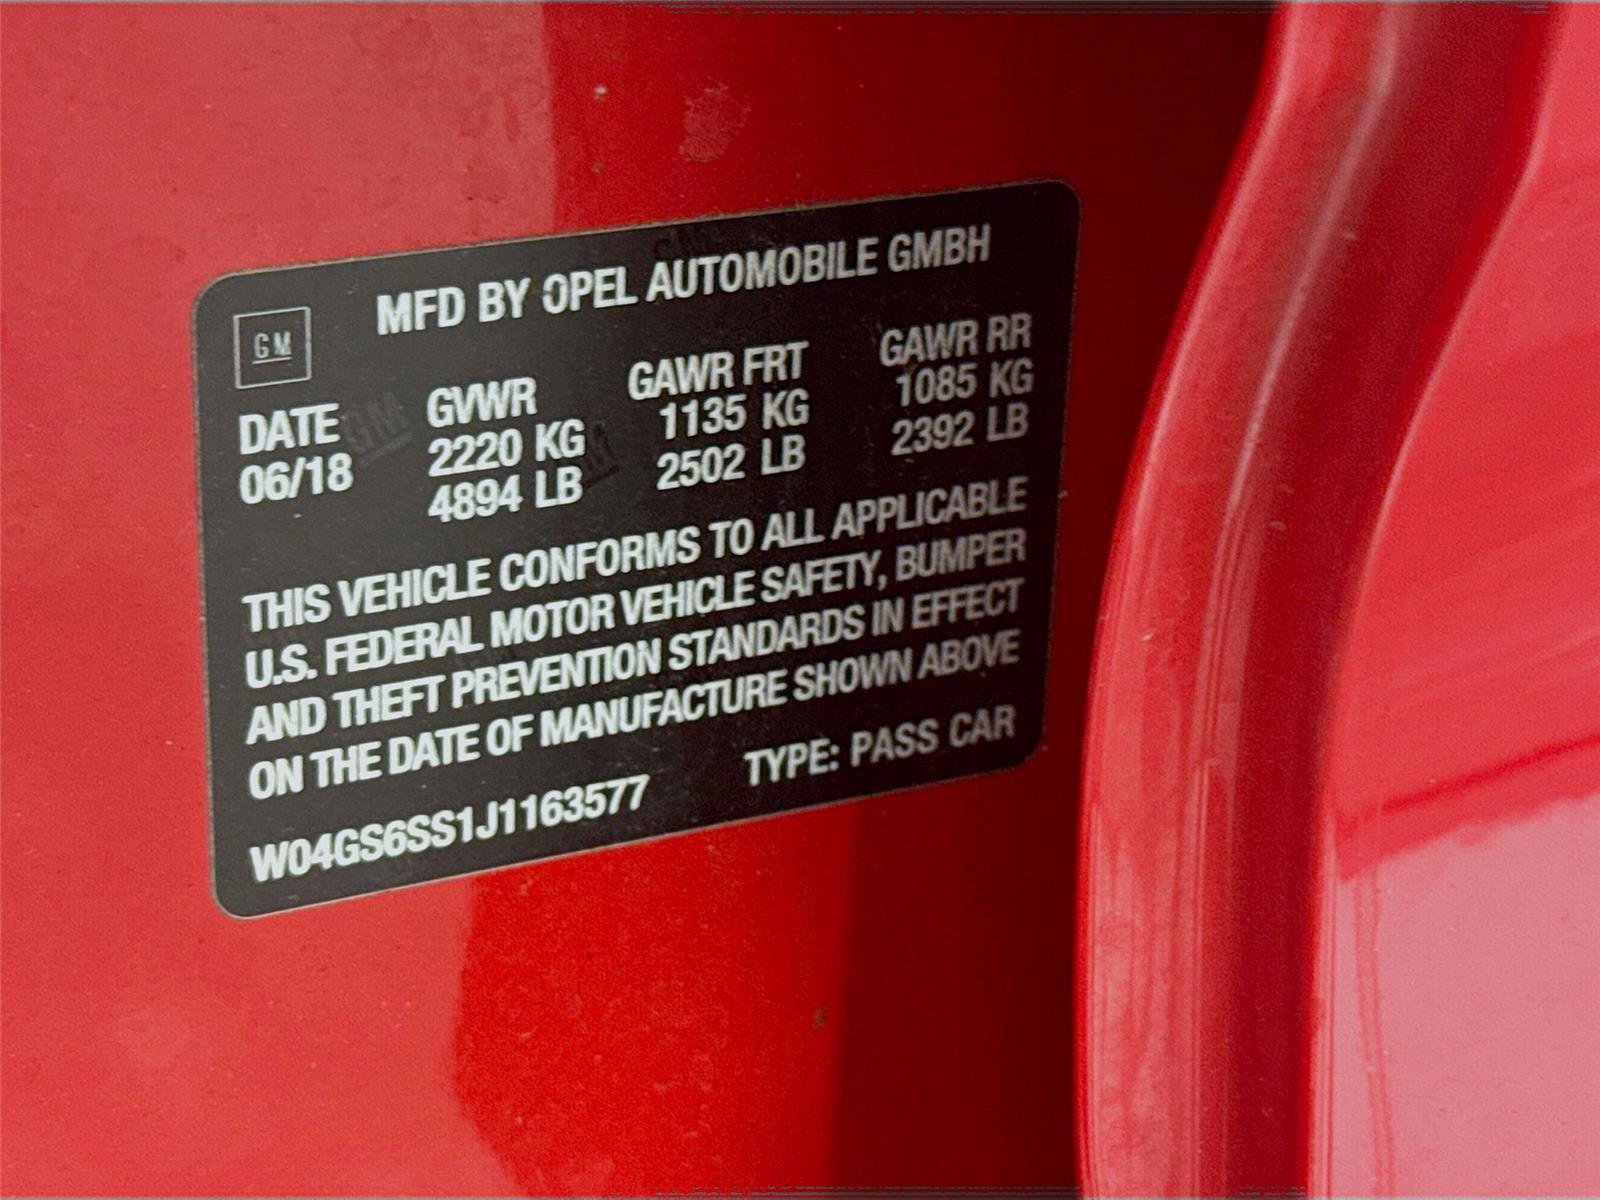 MFD BY OPEL AUTOMOBILE GMBH
GM
DATE GVWR GAWR FRT GAWR RR
06/18 2220 KG 1135 KG 1085 KG
4894 LB 2502 LB 2392 LB
THIS VEHICLE CONFORMS TO ALL APPLICABLE
U.S. FEDERAL MOTOR VEHICLE SAFETY, BUMPER
AND THEFT PREVENTION STANDARDS IN EFFECT
ON THE DATE OF MANUFACTURE SHOWN ABOVE
W04GS6SS1J1163577 TYPE: PASS CAR